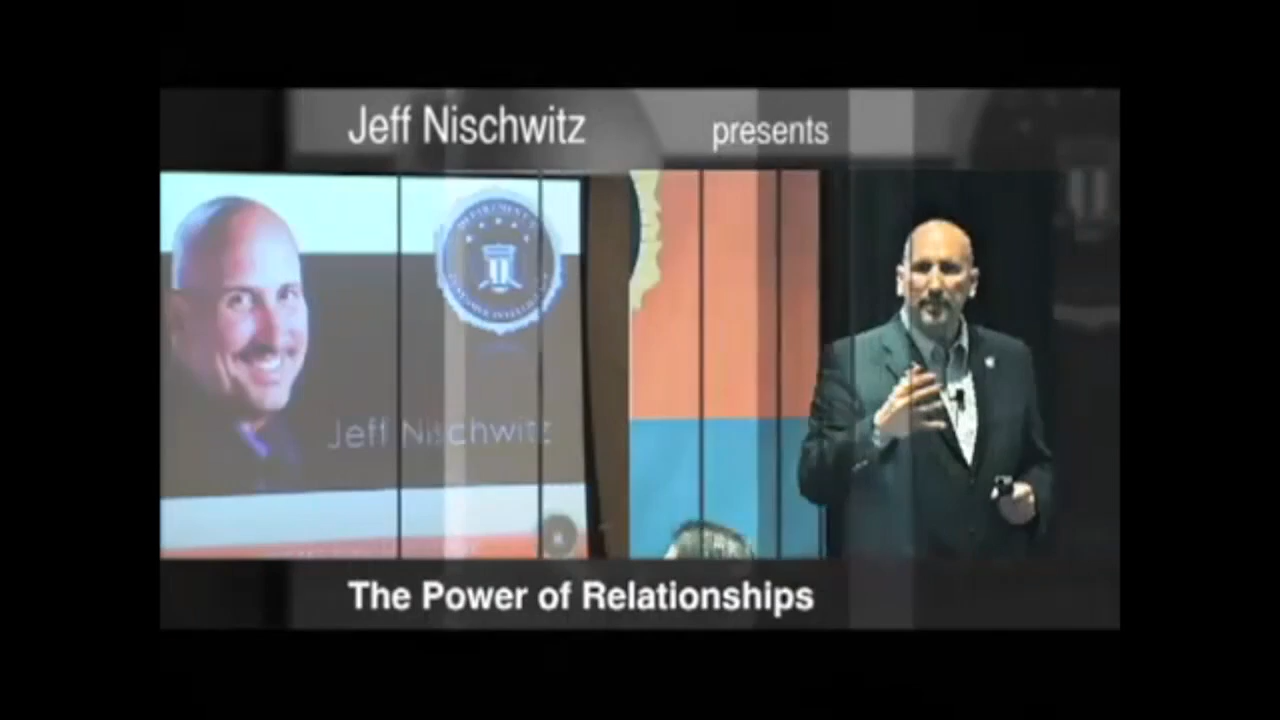 Jeff Nischwitz presents
Jeff Nischwitz
The Power of Relationships